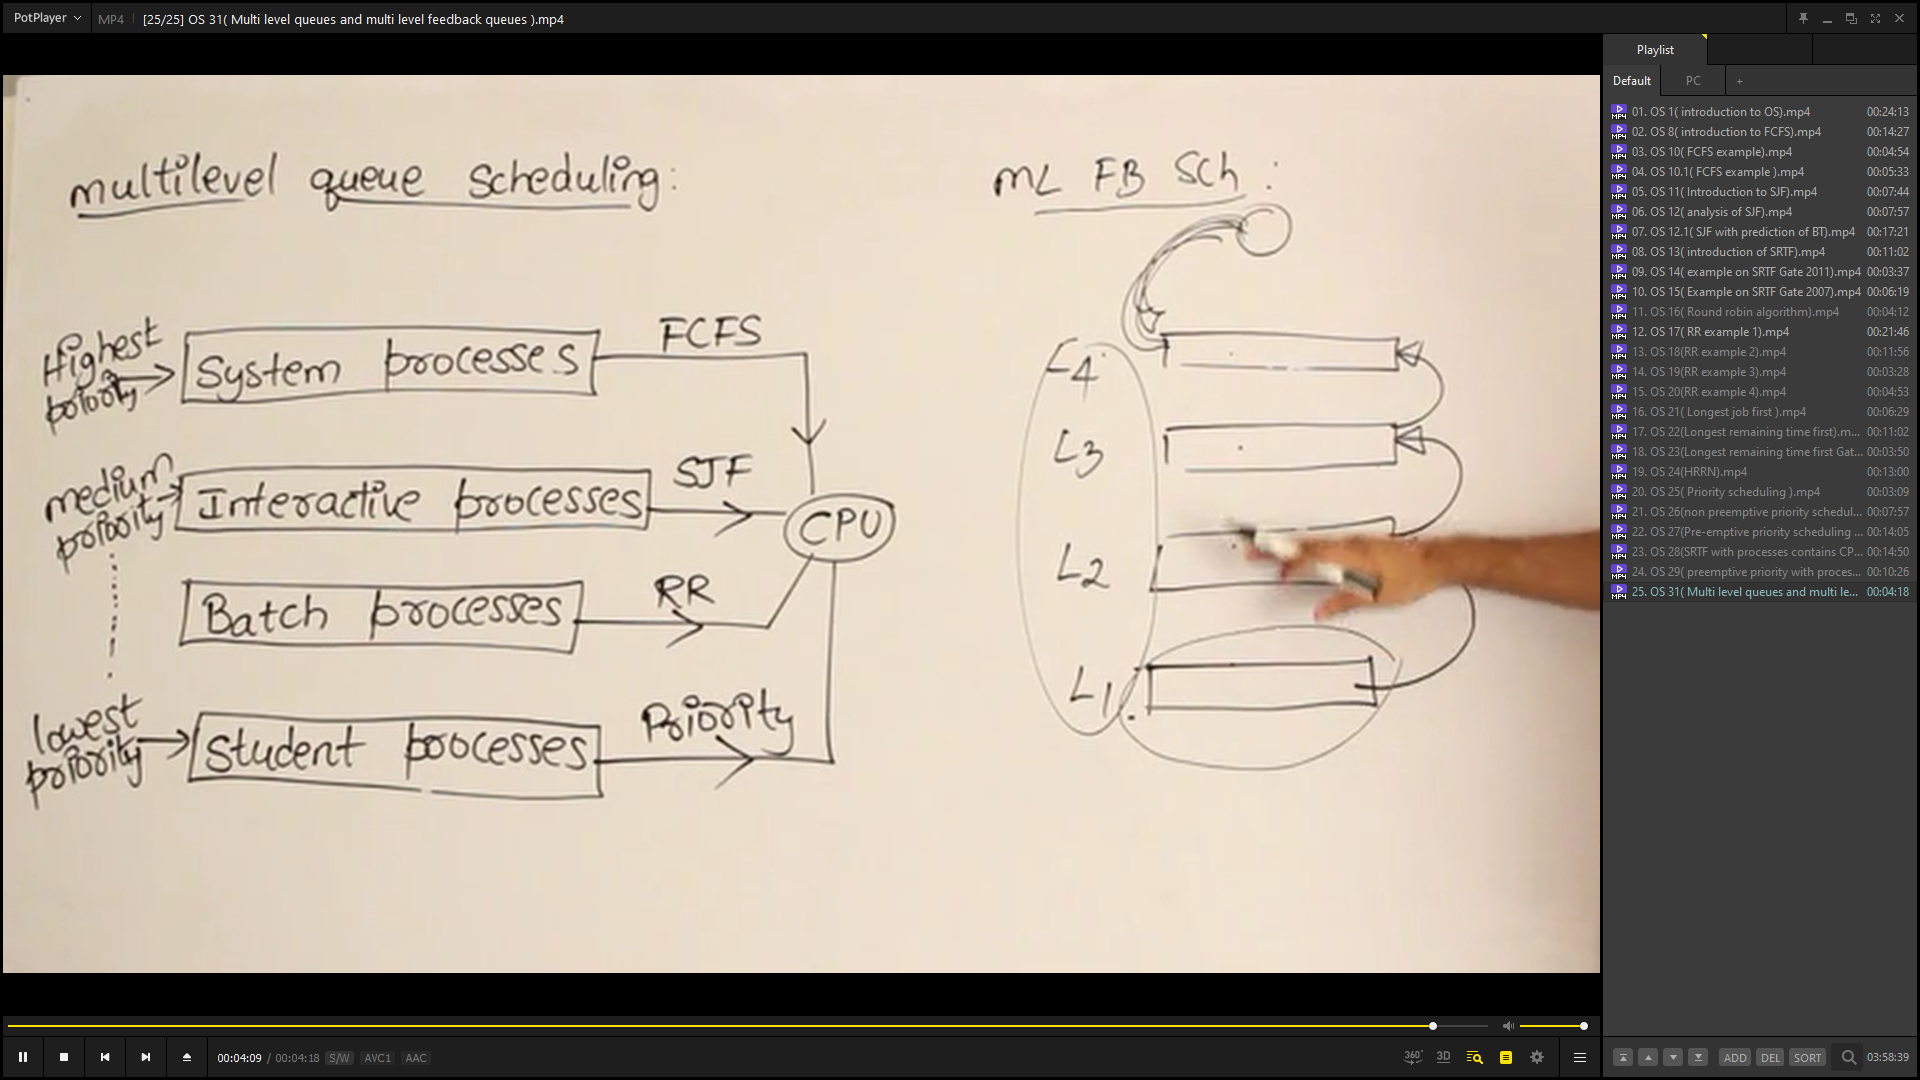 PotPlayer
MP4
[25/25] OS 31( Multi level queues and multi level feedback queues ).mp4
multilevel queue scheduling:
Highest priority
System processes
FCFS
medium priority
Interactive processes
SJF
CPU
Batch processes
RR
lowest priority
Student processes
Priority
ML FB Sch:
L4
L3
L2
L1
Playlist
Default
PC
+
01. OS 1( introduction to OS).mp4 00:24:13
02. OS 8( introduction to FCFS).mp4 00:14:27
03. OS 10( FCFS example).mp4 00:04:54
04. OS 10.1( FCFS example ).mp4 00:05:33
05. OS 11( Introduction to SJF).mp4 00:07:44
06. OS 12( analysis of SJF).mp4 00:07:57
07. OS 12.1( SJF with prediction of BT).mp4 00:17:21
08. OS 13( introduction of SRTF).mp4 00:11:02
09. OS 14( example on SRTF Gate 2011).mp4 00:03:37
10. OS 15( Example on SRTF Gate 2007).mp4 00:06:19
11. OS 16( Round robin algorithm).mp4 00:04:12
12. OS 17( RR example 1).mp4 00:21:46
13. OS 18(RR example 2).mp4 00:11:56
14. OS 19(RR example 3).mp4 00:03:28
15. OS 20(RR example 4).mp4 00:04:53
16. OS 21( Longest job first ).mp4 00:06:29
17. OS 22(Longest remaining time first).m... 00:11:02
18. OS 23(Longest remaining time first Gat... 00:03:50
19. OS 24(HRRN).mp4 00:13:00
20. OS 25( Priority scheduling ).mp4 00:03:09
21. OS 26(non preemptive priority schedul... 00:07:57
22. OS 27(Pre-emptive priority scheduling ... 00:14:05
23. OS 28(SRTF with processes contains CP... 00:14:50
24. OS 29( preemptive priority with proces... 00:10:26
25. OS 31( Multi level queues and multi le... 00:04:18
00:04:09 / 00:04:18 S/W AVC1 AAC
360° 3D
ADD DEL SORT 03:58:39